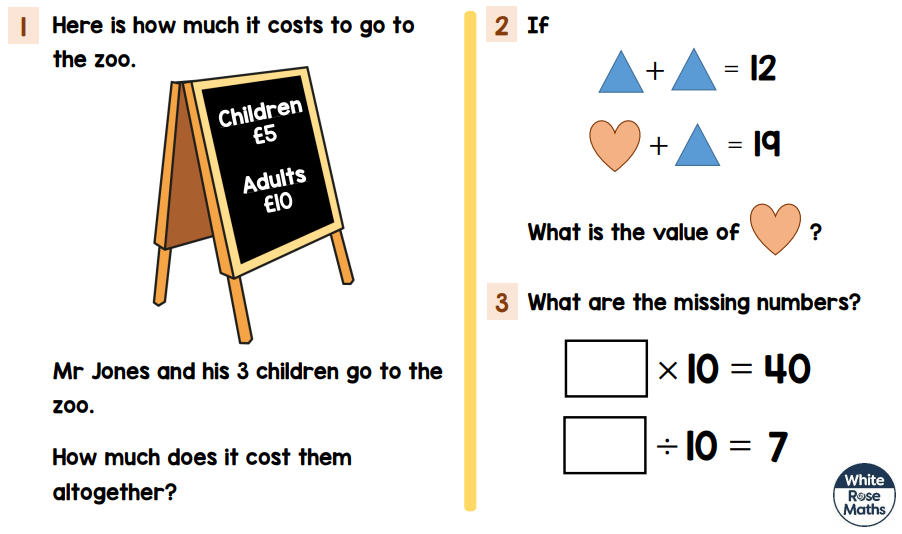 1 Here is how much it costs to go to
the zoo.
Children
£5
Adults
£10
Mr Jones and his 3 children go to the
zoo.
How much does it cost them
altogether?
2 If
+ = 12
+ = 19
What is the value of ?
3 What are the missing numbers?
× 10 = 40
÷ 10 = 7
White
Rose
Maths